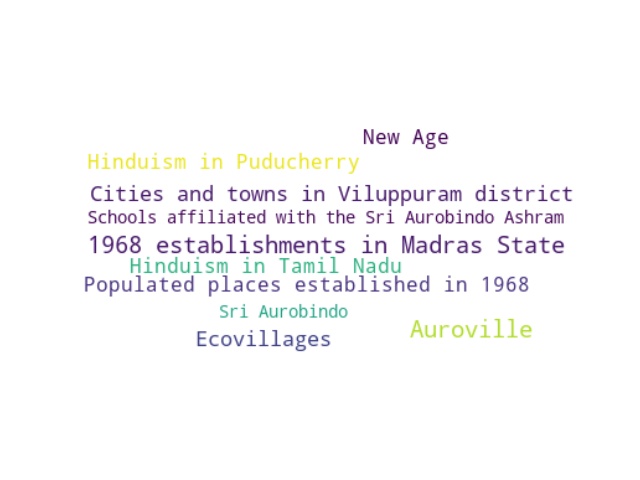 New Age
Hinduism in Puducherry
Cities and towns in Viluppuram district
Schools affiliated with the Sri Aurobindo Ashram
1968 establishments in Madras State
Hinduism in Tamil Nadu
Populated places established in 1968
Sri Aurobindo
Auroville
Ecovillages